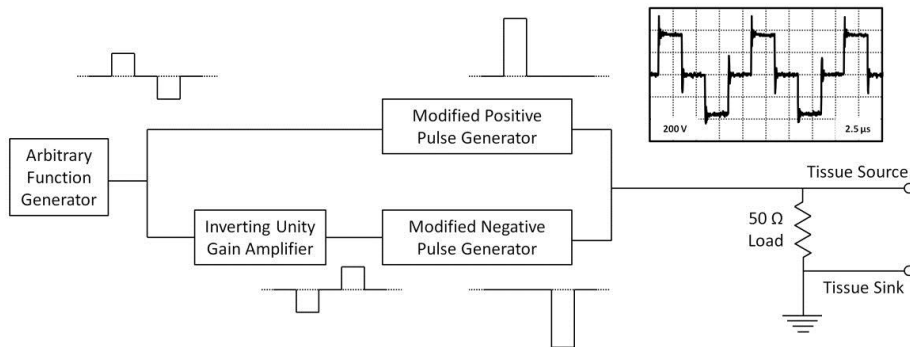 200 V
2.5 µs
Modified Positive
Pulse Generator
Arbitrary
Function
Generator
Tissue Source
Inverting Unity
Gain Amplifier
Modified Negative
Pulse Generator
50 Ω
Load
Tissue Sink